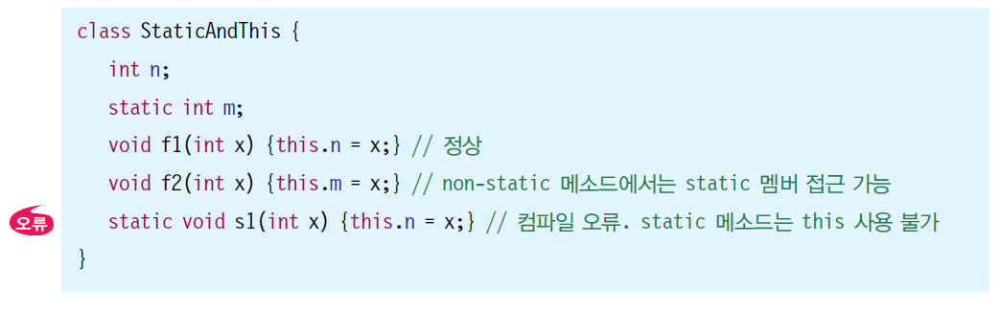 class StaticAndThis {
int n;
static int m;
void f1(int x) {this.n = x;} // 정상
void f2(int x) {this.m = x;} // non-static 메소드에서는 static 멤버 접근 가능
오류 static void s1(int x) {this.n = x;} // 컴파일 오류. static 메소드는 this 사용 불가
}